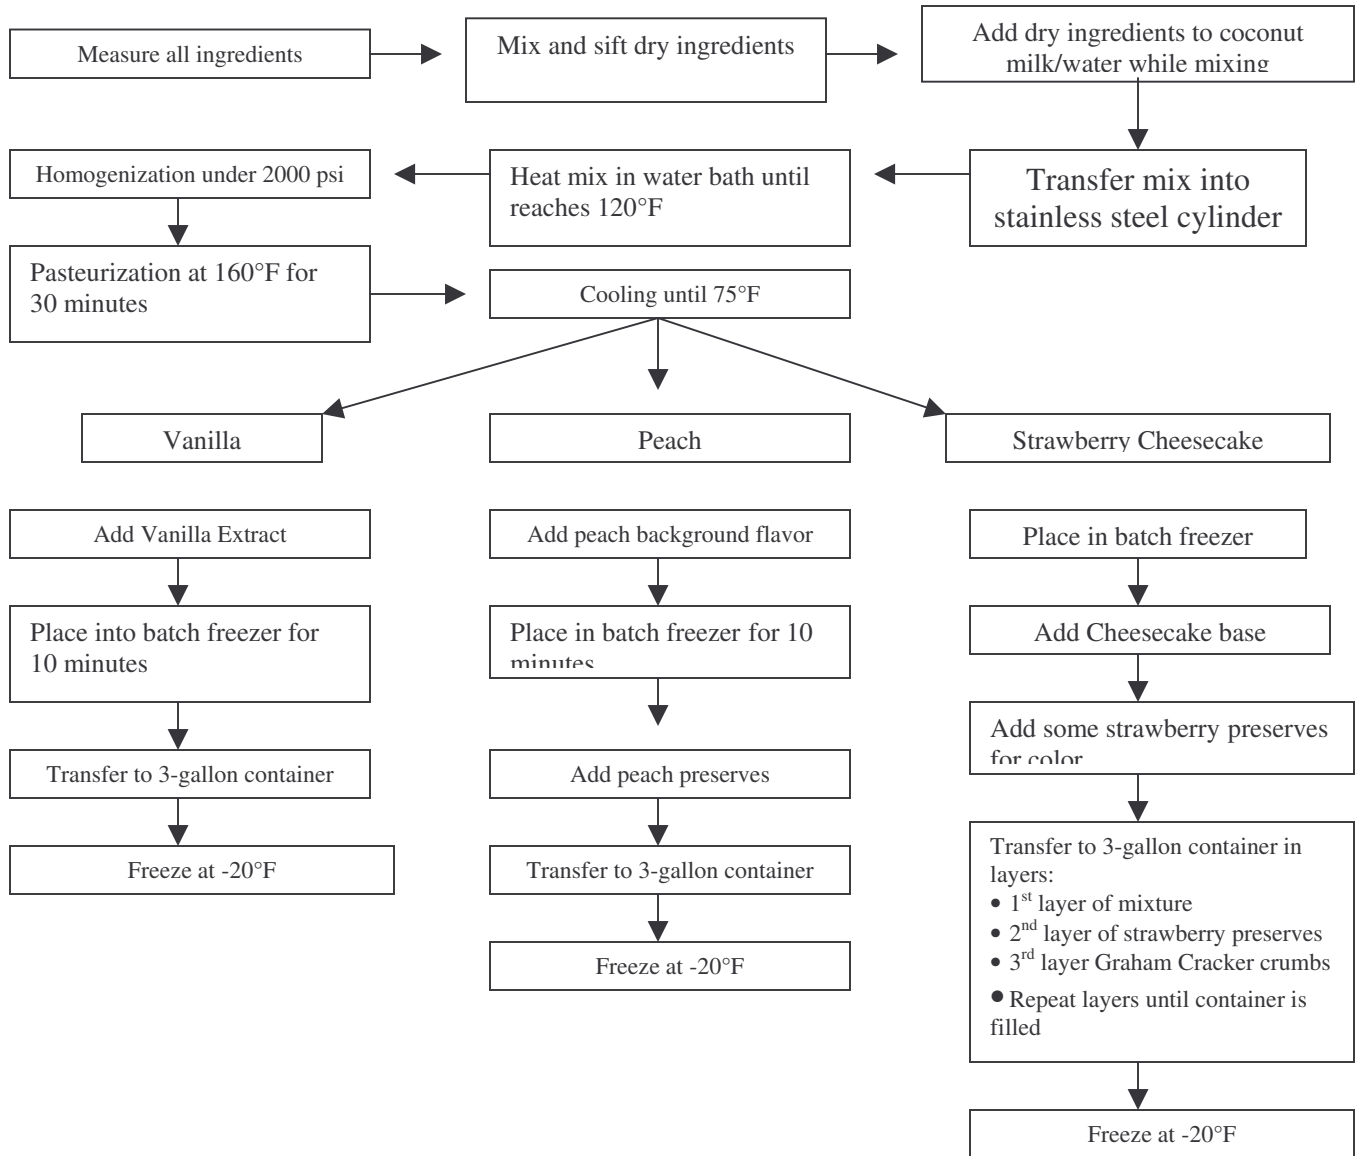 Measure all ingredients
Mix and sift dry ingredients
Add dry ingredients to coconut
milk/water while mixing
Transfer mix into
stainless steel cylinder
Heat mix in water bath until
reaches 120°F
Homogenization under 2000 psi
Pasteurization at 160°F for
30 minutes
Cooling until 75°F
Vanilla
Peach
Strawberry Cheesecake
Add Vanilla Extract
Place into batch freezer for
10 minutes
Transfer to 3-gallon container
Freeze at -20°F
Add peach background flavor
Place in batch freezer for 10
minutes
Add peach preserves
Transfer to 3-gallon container
Freeze at -20°F
Place in batch freezer
Add Cheesecake base
Add some strawberry preserves
for color
Transfer to 3-gallon container in
layers:
• 1st layer of mixture
• 2nd layer of strawberry preserves
• 3rd layer Graham Cracker crumbs
• Repeat layers until container is
filled
Freeze at -20°F